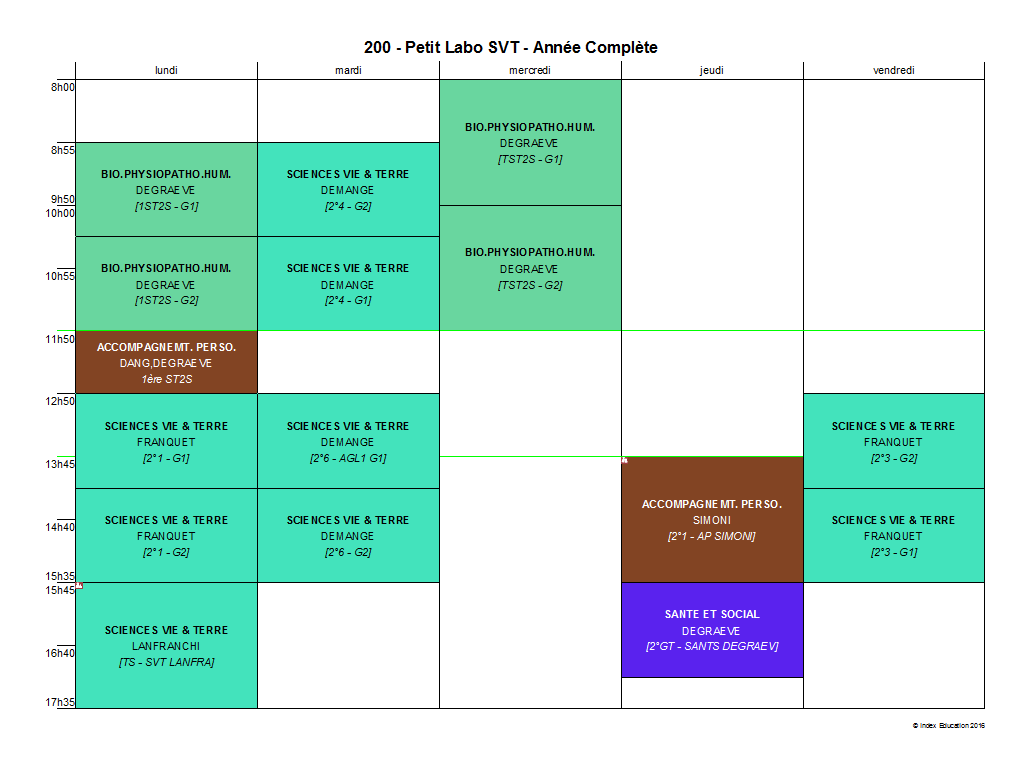 200 - Petit Labo SVT - Année Complète
lundi
mardi
mercredi
jeudi
vendredi
8h00
8h55
9h50
10h00
10h55
11h50
12h50
13h45
14h40
15h35
15h45
16h40
17h35
BIO.PHYSIOPATHO.HUM.
DEGRAEVE
[1ST2S - G1]
BIO.PHYSIOPATHO.HUM.
DEGRAEVE
[1ST2S - G2]
ACCOMPAGNEMT. PERSO.
DANG,DEGRAEVE
1ère ST2S
SCIENCES VIE & TERRE
FRANQUET
[2°1 - G1]
SCIENCES VIE & TERRE
FRANQUET
[2°1 - G2]
SCIENCES VIE & TERRE
LANFRANCHI
[TS - SVT LANFRA]
SCIENCES VIE & TERRE
DEMANGE
[2°4 - G2]
SCIENCES VIE & TERRE
DEMANGE
[2°4 - G1]
SCIENCES VIE & TERRE
DEMANGE
[2°6 - AGL1 G1]
SCIENCES VIE & TERRE
DEMANGE
[2°6 - G2]
BIO.PHYSIOPATHO.HUM.
DEGRAEVE
[TST2S - G1]
BIO.PHYSIOPATHO.HUM.
DEGRAEVE
[TST2S - G2]
ACCOMPAGNEMT. PERSO.
SIMONI
[2°1 - AP SIMONI]
SANTE ET SOCIAL
DEGRAEVE
[2°GT - SANTS DEGRAEV]
SCIENCES VIE & TERRE
FRANQUET
[2°3 - G2]
SCIENCES VIE & TERRE
FRANQUET
[2°3 - G1]
© Index Education 2016